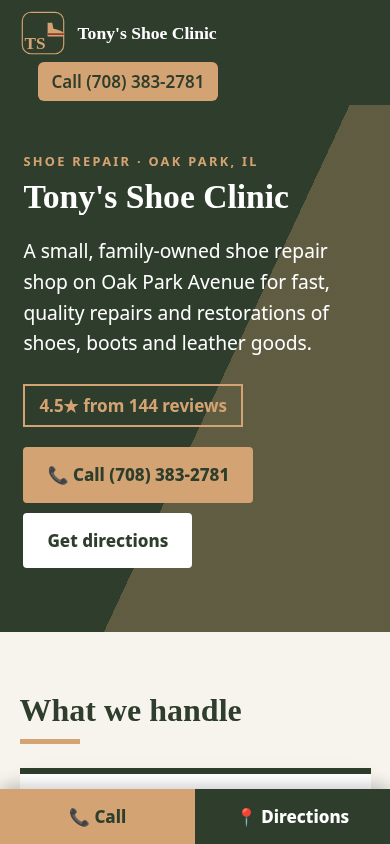 TS
Tony's Shoe Clinic
Call (708) 383-2781
SHOE REPAIR · OAK PARK, IL
Tony's Shoe Clinic
A small, family-owned shoe repair
shop on Oak Park Avenue for fast,
quality repairs and restorations of
shoes, boots and leather goods.
4.5★ from 144 reviews
📞 Call (708) 383-2781
Get directions
What we handle
📞 Call
📍 Directions